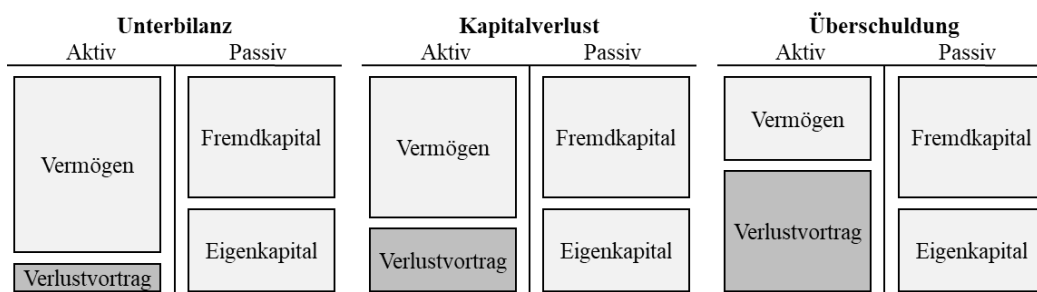 Unterbilanz
Aktiv Passiv
Vermögen
Fremdkapital
Eigenkapital
Verlustvortrag
Kapitalverlust
Aktiv Passiv
Vermögen
Fremdkapital
Verlustvortrag
Eigenkapital
Überschuldung
Aktiv Passiv
Vermögen
Fremdkapital
Verlustvortrag
Eigenkapital